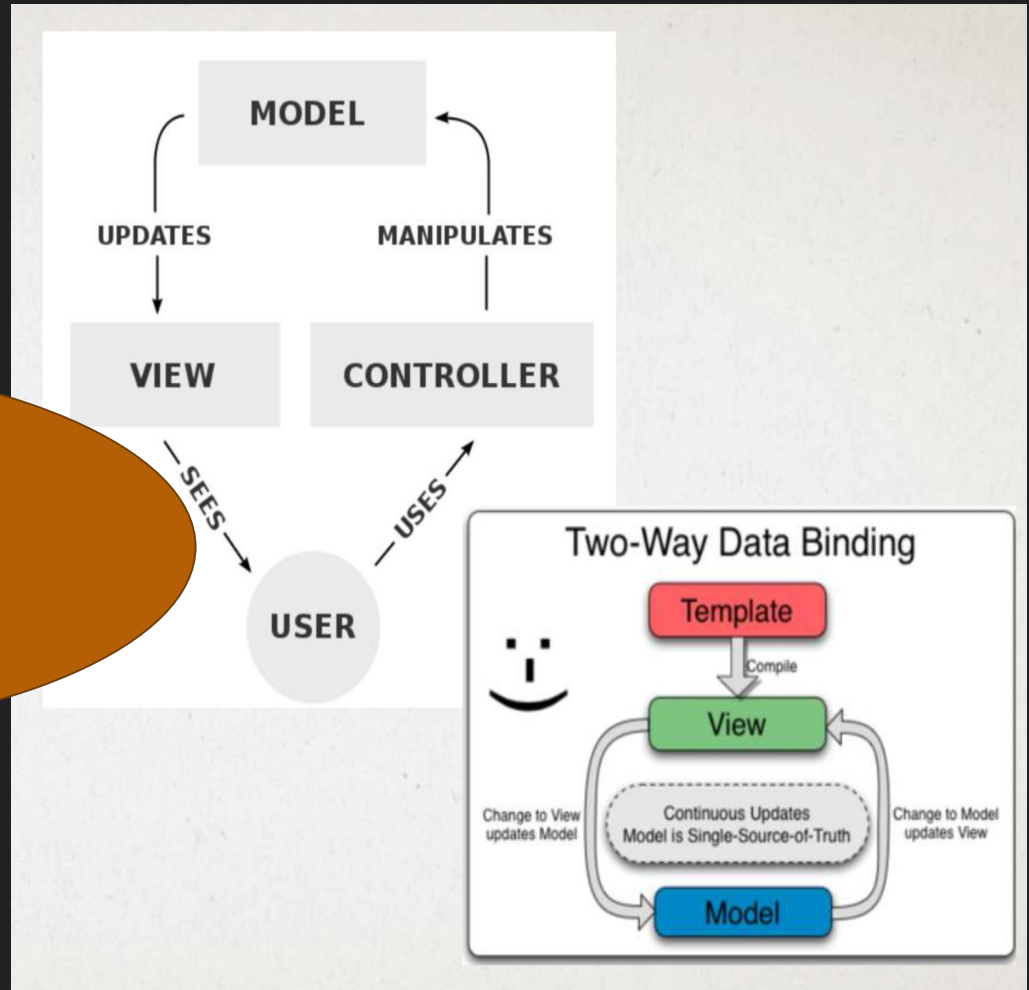 MODEL
UPDATES
MANIPULATES
VIEW
CONTROLLER
SEES
USES
USER
Two-Way Data Binding
Template
Compile
View
Change to View
updates Model
Continuous Updates
Model is Single-Source-of-Truth
Change to Model
updates View
Model